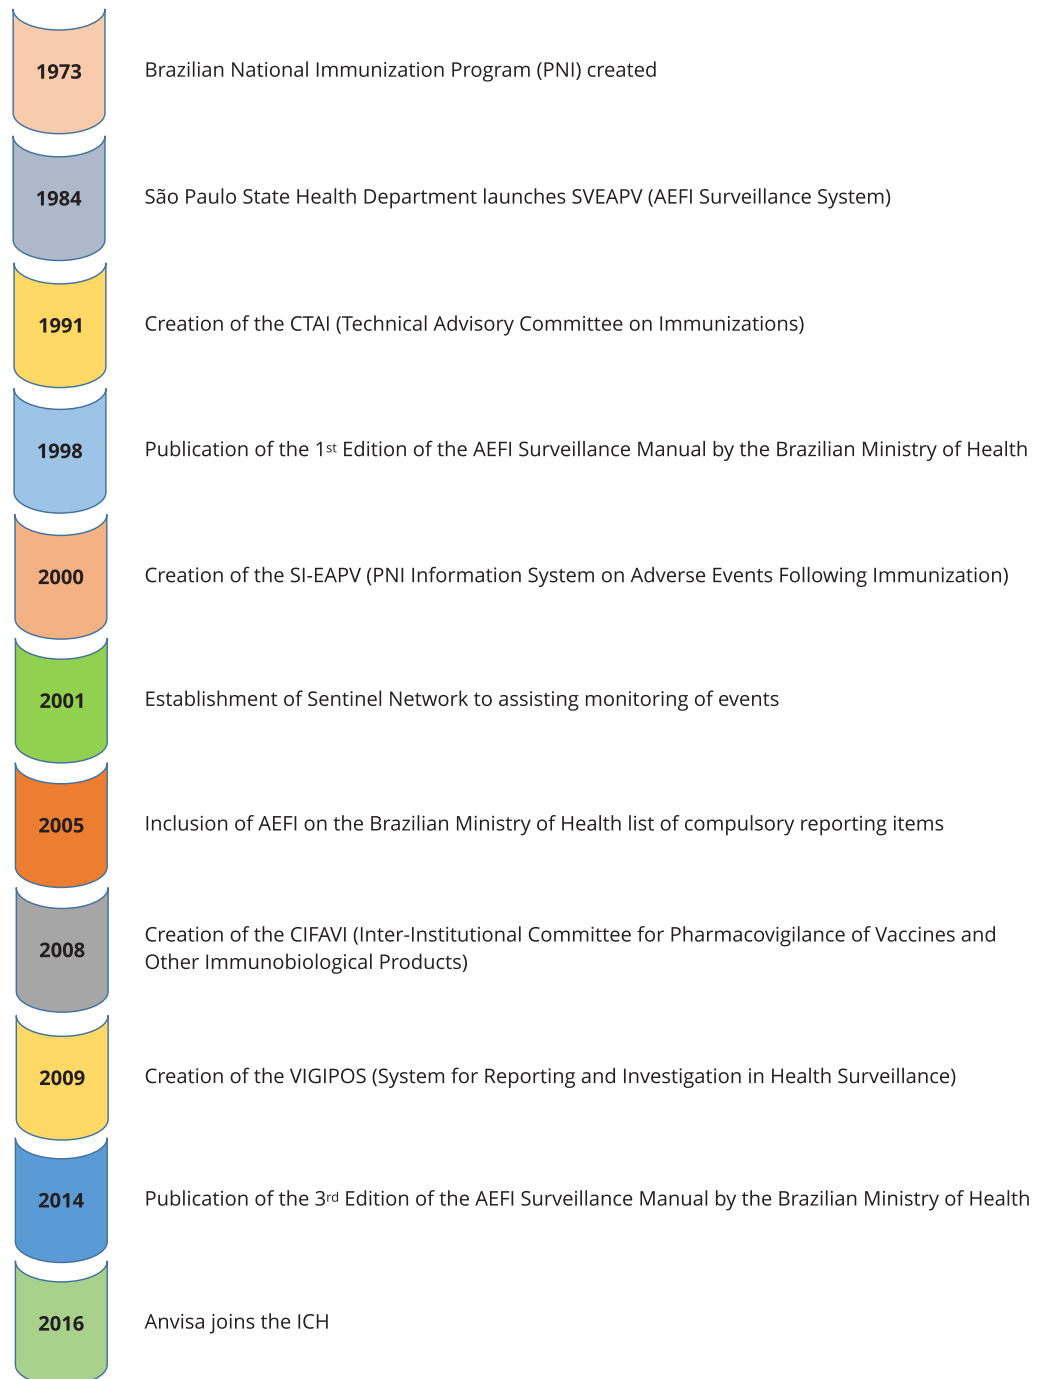 1973
Brazilian National Immunization Program (PNI) created
1984
São Paulo State Health Department launches SVEAPV (AEFI Surveillance System)
1991
Creation of the CTAI (Technical Advisory Committee on Immunizations)
1998
Publication of the 1st Edition of the AEFI Surveillance Manual by the Brazilian Ministry of Health
2000
Creation of the SI-EAPV (PNI Information System on Adverse Events Following Immunization)
2001
Establishment of Sentinel Network to assisting monitoring of events
2005
Inclusion of AEFI on the Brazilian Ministry of Health list of compulsory reporting items
2008
Creation of the CIFAVI (Inter-Institutional Committee for Pharmacovigilance of Vaccines and
Other Immunobiological Products)
2009
Creation of the VIGIPOS (System for Reporting and Investigation in Health Surveillance)
2014
Publication of the 3rd Edition of the AEFI Surveillance Manual by the Brazilian Ministry of Health
2016
Anvisa joins the ICH